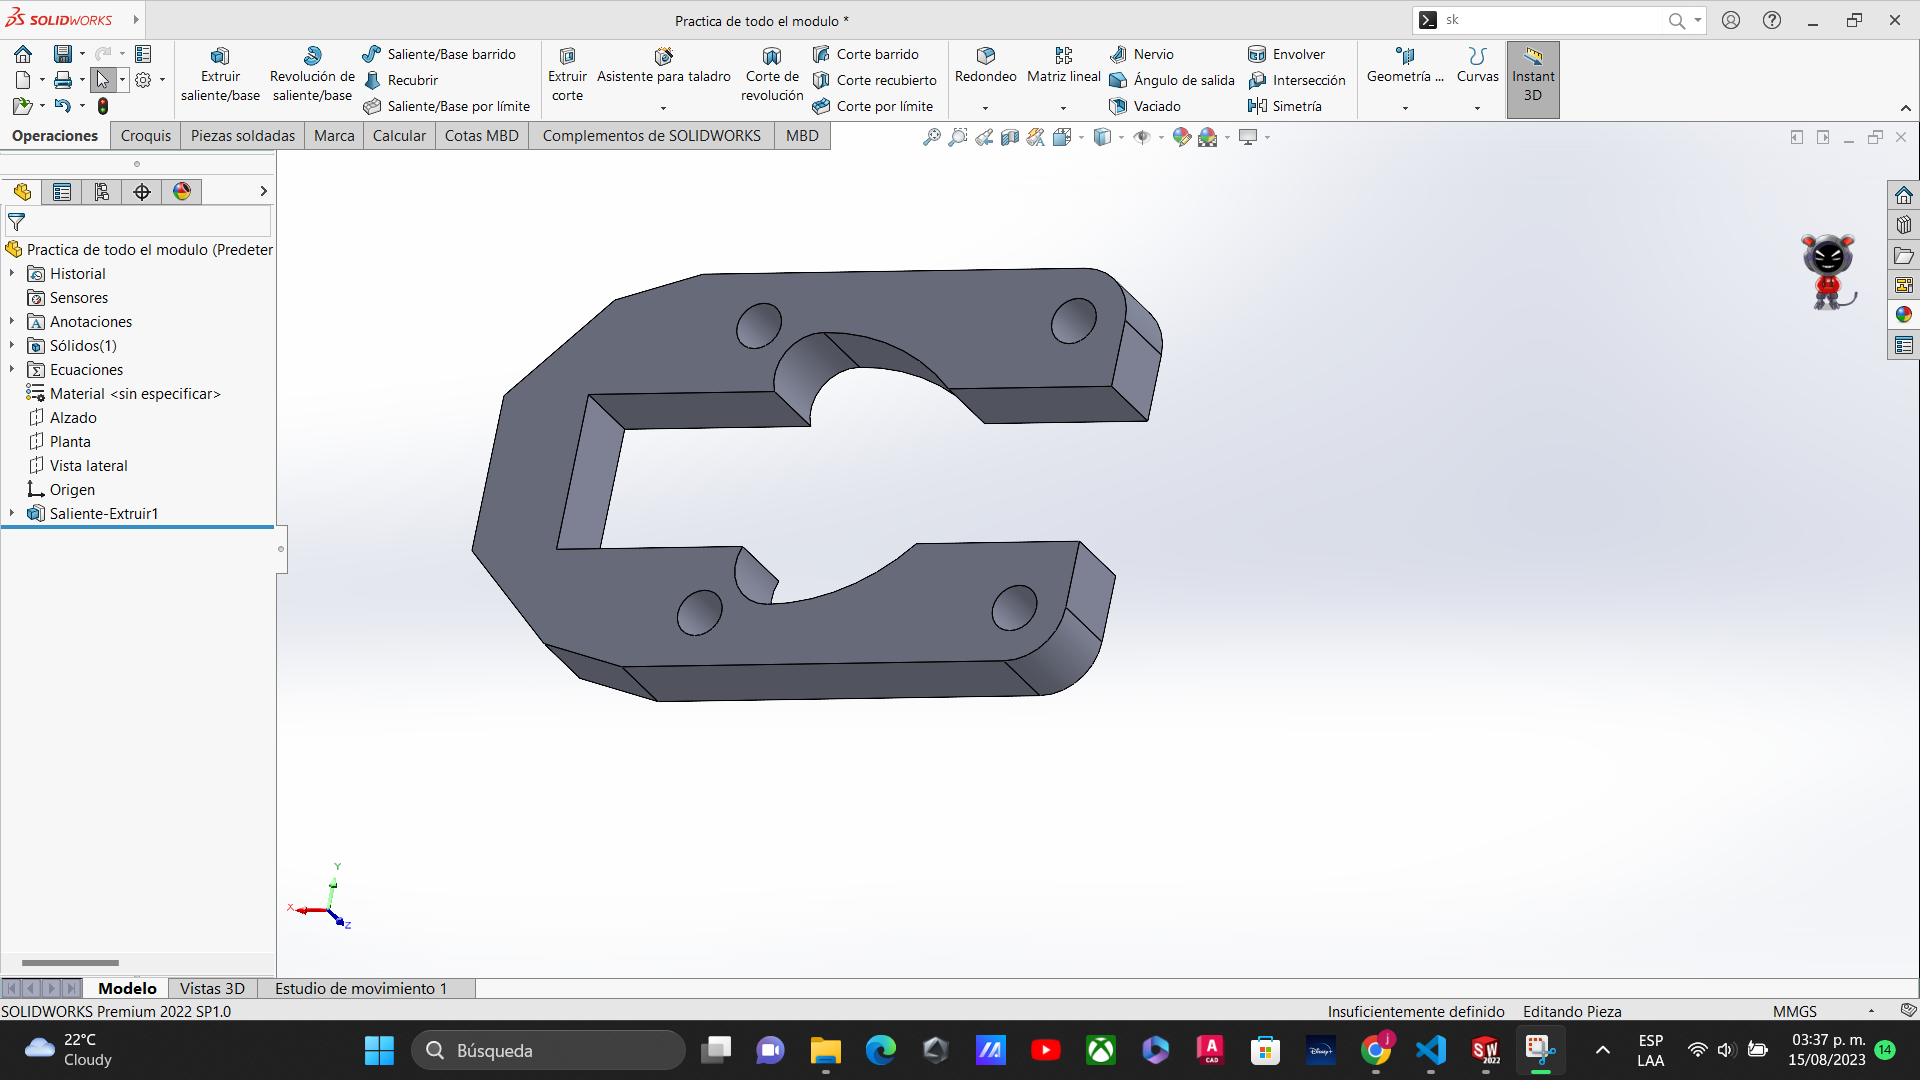 SOLIDWORKS
Practica de todo el modulo *
sk
Extruir saliente/base
Revolución de saliente/base
Saliente/Base barrido
Recubrir
Saliente/Base por límite
Extruir corte
Asistente para taladro
Corte de revolución
Corte barrido
Corte recubierto
Corte por límite
Redondeo
Matriz lineal
Nervio
Ángulo de salida
Vaciado
Envolver
Intersección
Simetría
Geometría ...
Curvas
Instant 3D
Operaciones
Croquis
Piezas soldadas
Marca
Calcular
Cotas MBD
Complementos de SOLIDWORKS
MBD
Practica de todo el modulo (Predeter
Historial
Sensores
Anotaciones
Sólidos(1)
Ecuaciones
Material <sin especificar>
Alzado
Planta
Vista lateral
Origen
Saliente-Extruir1
Y
X
Z
Modelo
Vistas 3D
Estudio de movimiento 1
SOLIDWORKS Premium 2022 SP1.0
Insuficientemente definido
Editando Pieza
MMGS
22°C
Cloudy
Búsqueda
A
CAD
Disney+
j
SW
2022
ESP
LAA
03:37 p. m.
15/08/2023
14